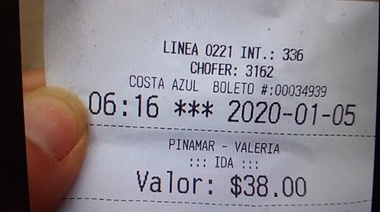 LINEA 0221 INT.: 336
CHOFER: 3162
COSTA AZUL BOLETO #:00034939
06:16 *** 2020-01-05
PINAMAR - VALERIA
::: IDA :::
Valor: $38.00